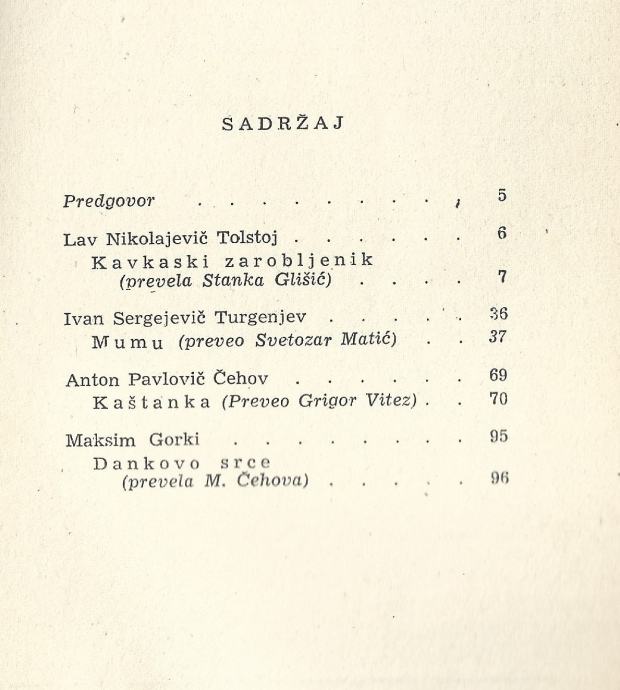 SADRŽAJ
Predgovor . . . . . . . . , 5
Lav Nikolajevič Tolstoj . . . . . . 6
Kavkaski zarobljenik
(prevela Stanka Glišić) . . . . 7
Ivan Sergejevič Turgenjev . . . . . 36
Mumu (preveo Svetozar Matić) . . 37
Anton Pavlovič Čehov . . . . . . 69
Kaštanka (Preveo Grigor Vitez) . . 70
Maksim Gorki . . . . . . . . 95
Dankovo srce
(prevela M. Čehova) . . . . . 96